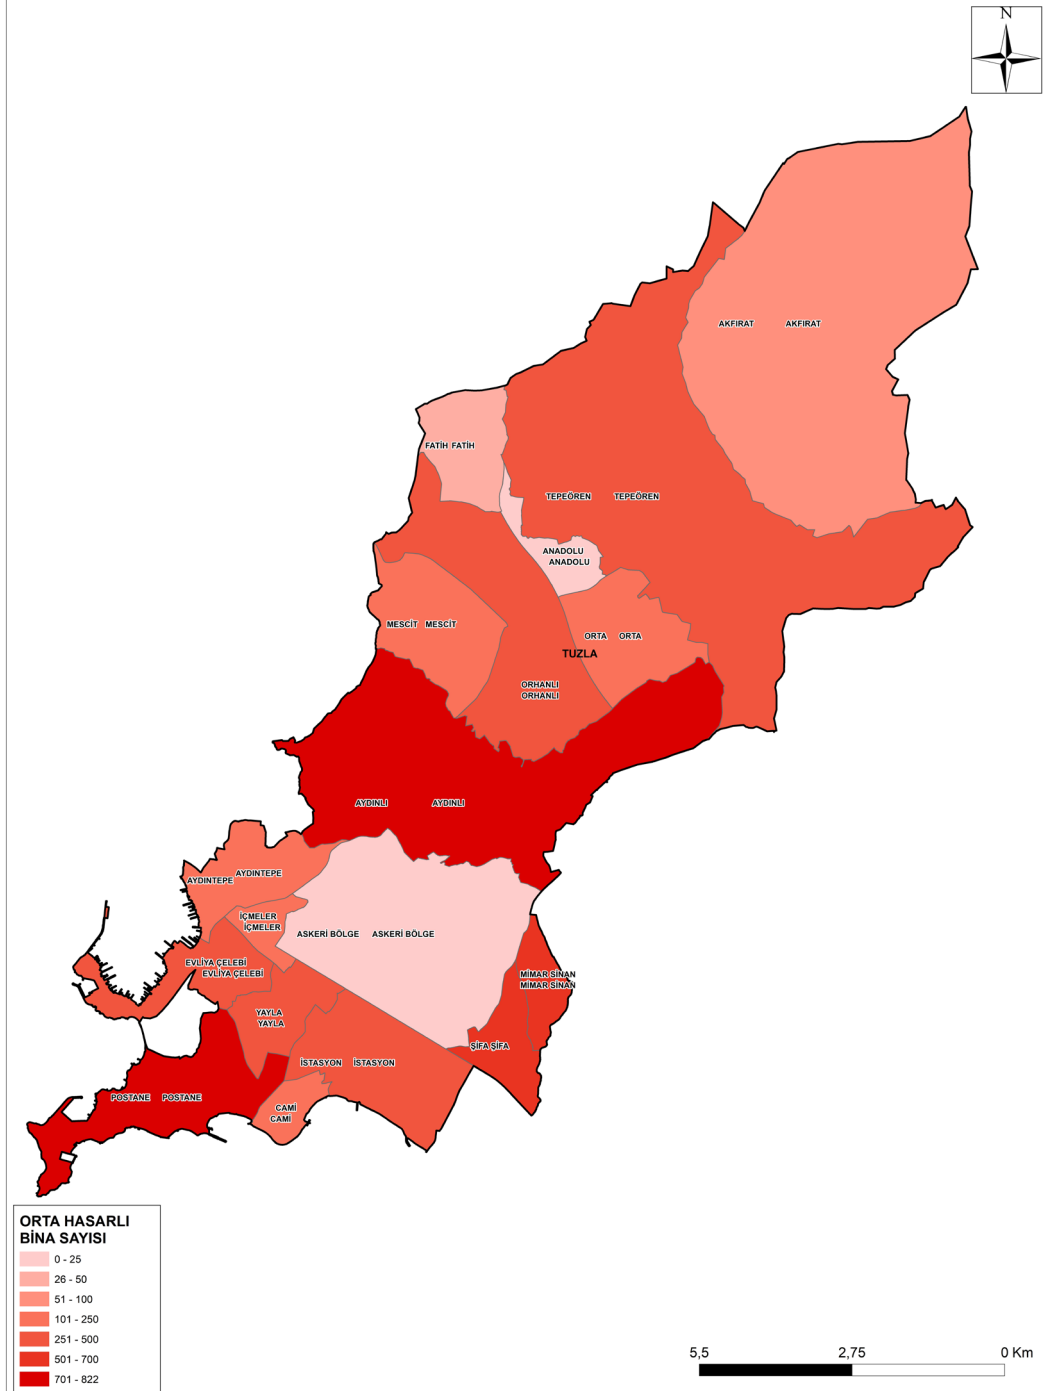 N
AKFIRAT AKFIRAT
FATİH FATİH
TEPEÖREN TEPEÖREN
ANADOLU
ANADOLU
MESCİT MESCİT
ORTA ORTA
TUZLA
ORHANLI
ORHANLI
AYDINLI AYDINLI
AYDINTEPE AYDINTEPE
İÇMELER
İÇMELER
ASKERİ BÖLGE ASKERİ BÖLGE
EVLİYA ÇELEBİ
EVLİYA ÇELEBİ
MİMAR SİNAN
MİMAR SİNAN
YAYLA
YAYLA
ŞİFA ŞİFA
İSTASYON İSTASYON
POSTANE POSTANE
CAMİ
CAMİ
ORTA HASARLI
BİNA SAYISI
0 - 25
26 - 50
51 - 100
101 - 250
251 - 500
501 - 700
701 - 822
5,5 2,75 0 Km